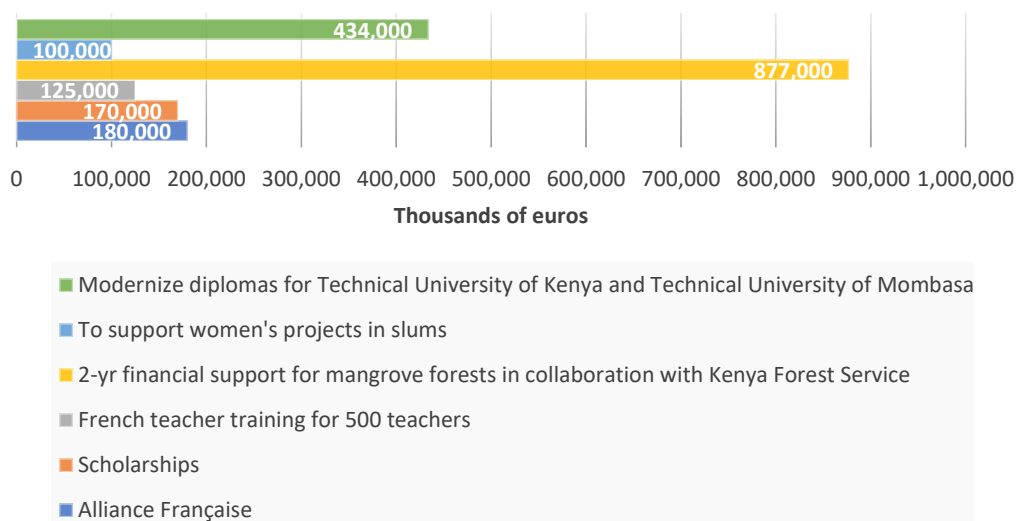 434,000
100,000
877,000
125,000
170,000
180,000
0 100,000 200,000 300,000 400,000 500,000 600,000 700,000 800,000 900,000 1,000,000
Thousands of euros
Modernize diplomas for Technical University of Kenya and Technical University of Mombasa
To support women's projects in slums
2-yr financial support for mangrove forests in collaboration with Kenya Forest Service
French teacher training for 500 teachers
Scholarships
Alliance Française